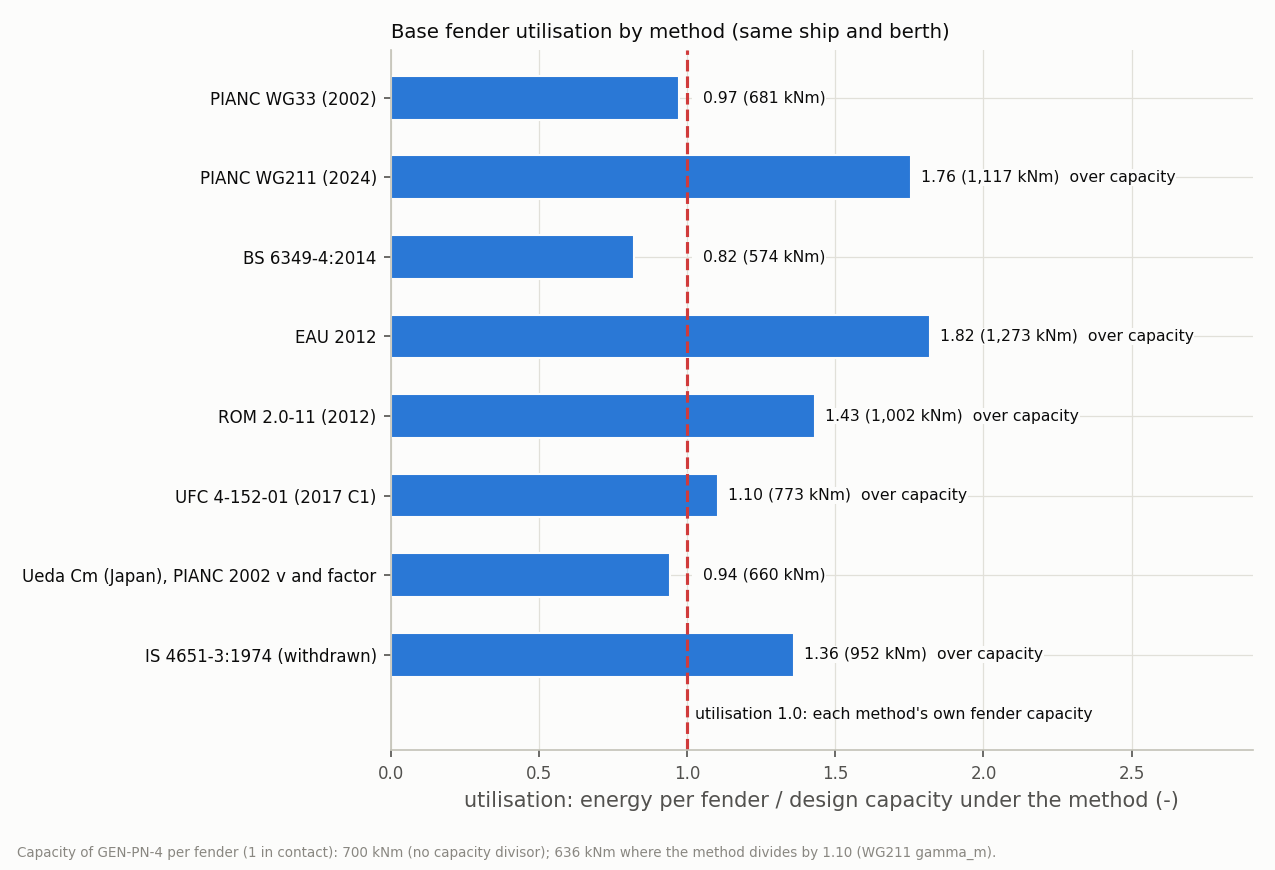 Base fender utilisation by method (same ship and berth)
PIANC WG33 (2002)
0.97 (681 kNm)
PIANC WG211 (2024)
1.76 (1,117 kNm)  over capacity
BS 6349-4:2014
0.82 (574 kNm)
EAU 2012
1.82 (1,273 kNm)  over capacity
ROM 2.0-11 (2012)
1.43 (1,002 kNm)  over capacity
UFC 4-152-01 (2017 C1)
1.10 (773 kNm)  over capacity
Ueda Cm (Japan), PIANC 2002 v and factor
0.94 (660 kNm)
IS 4651-3:1974 (withdrawn)
1.36 (952 kNm)  over capacity
utilisation 1.0: each method's own fender capacity
0.0 0.5 1.0 1.5 2.0 2.5
utilisation: energy per fender / design capacity under the method (-)
Capacity of GEN-PN-4 per fender (1 in contact): 700 kNm (no capacity divisor); 636 kNm where the method divides by 1.10 (WG211 gamma_m).